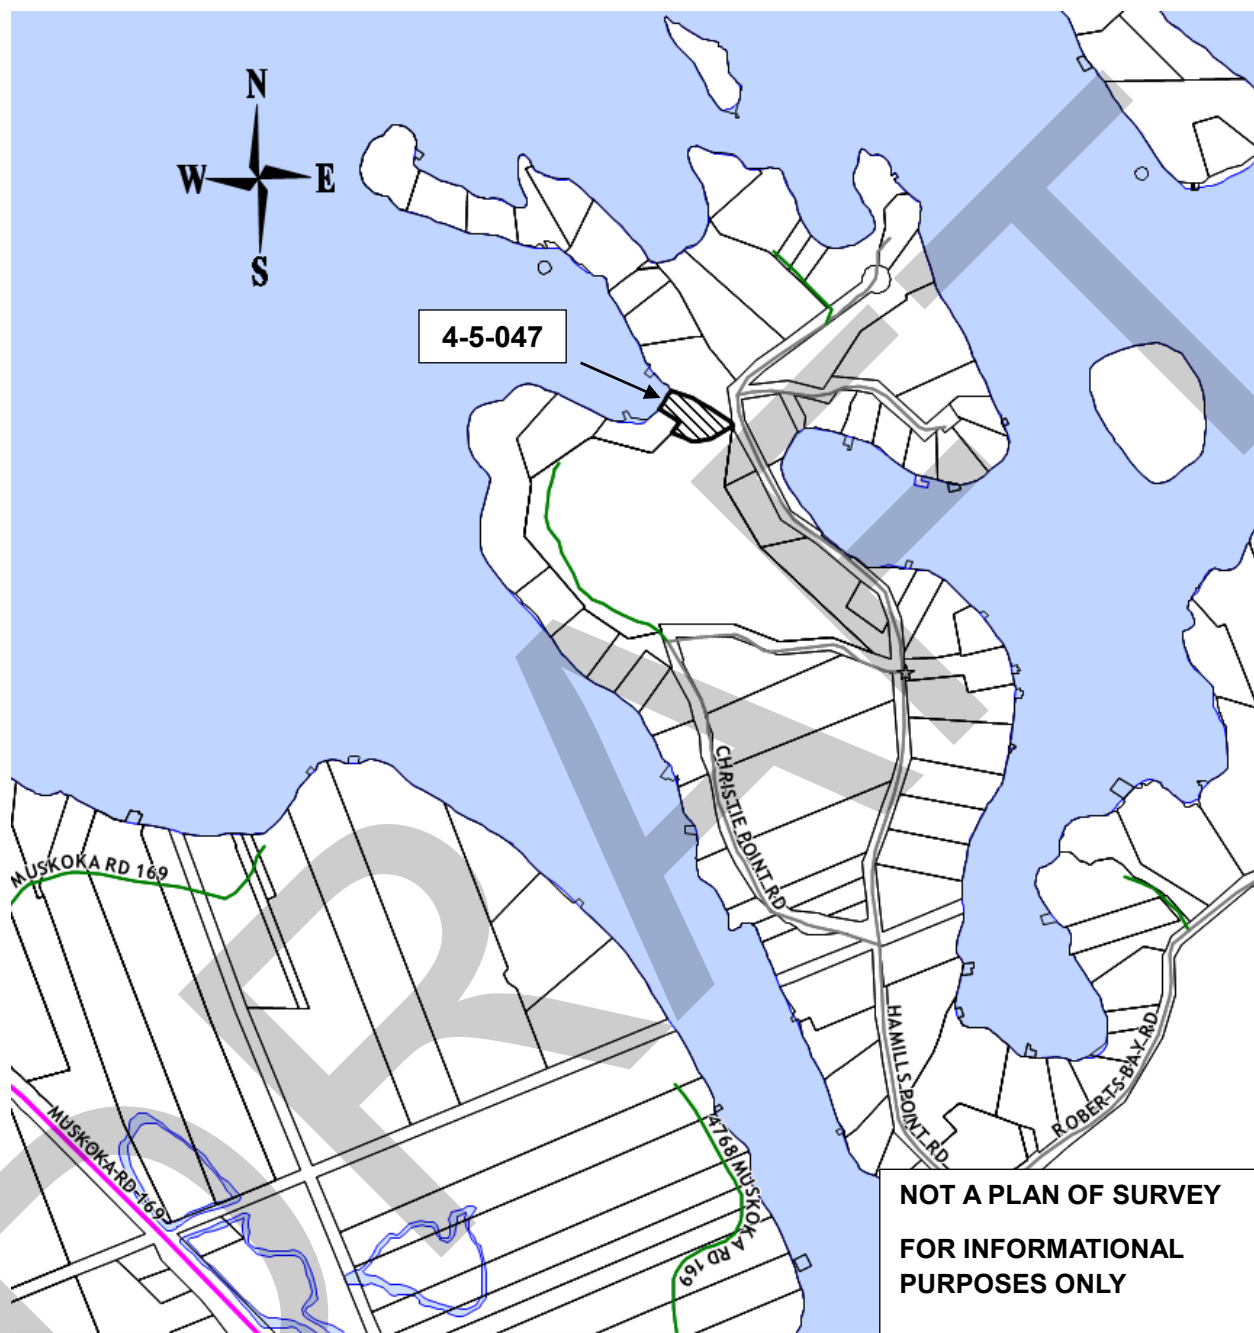 N
W E
S
4-5-047
CHRISTIE POINT RD
MUSKOKA RD 169
HAMILLS POINT RD
ROBERTS BAY RD
MUSKOKA RD 169
4768 MUSKOKA RD 169
NOT A PLAN OF SURVEY
FOR INFORMATIONAL
PURPOSES ONLY
DRAFT